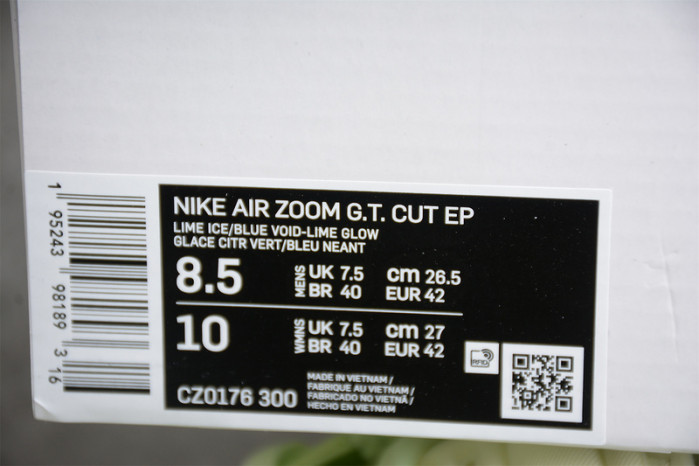 1 95243 98189 3 16
NIKE AIR ZOOM G.T. CUT EP
LIME ICE/BLUE VOID-LIME GLOW
GLACE CITR VERT/BLEU NEANT
8.5 MENS UK 7.5 cm 26.5
BR 40 EUR 42
10 WMNS UK 7.5 cm 27
BR 40 EUR 42
CZ0176 300
MADE IN VIETNAM /
FABRIQUE AU VIETNAM /
FABRICADO NO VIETNÃ /
HECHO EN VIETNAM
RFID